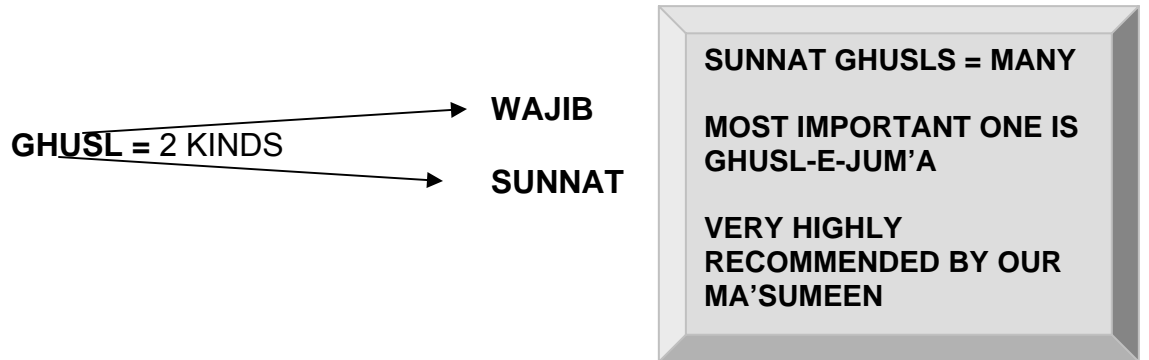 GHUSL = 2 KINDS
WAJIB
SUNNAT
SUNNAT GHUSLS = MANY
MOST IMPORTANT ONE IS
GHUSL-E-JUM’A
VERY HIGHLY
RECOMMENDED BY OUR
MA’SUMEEN